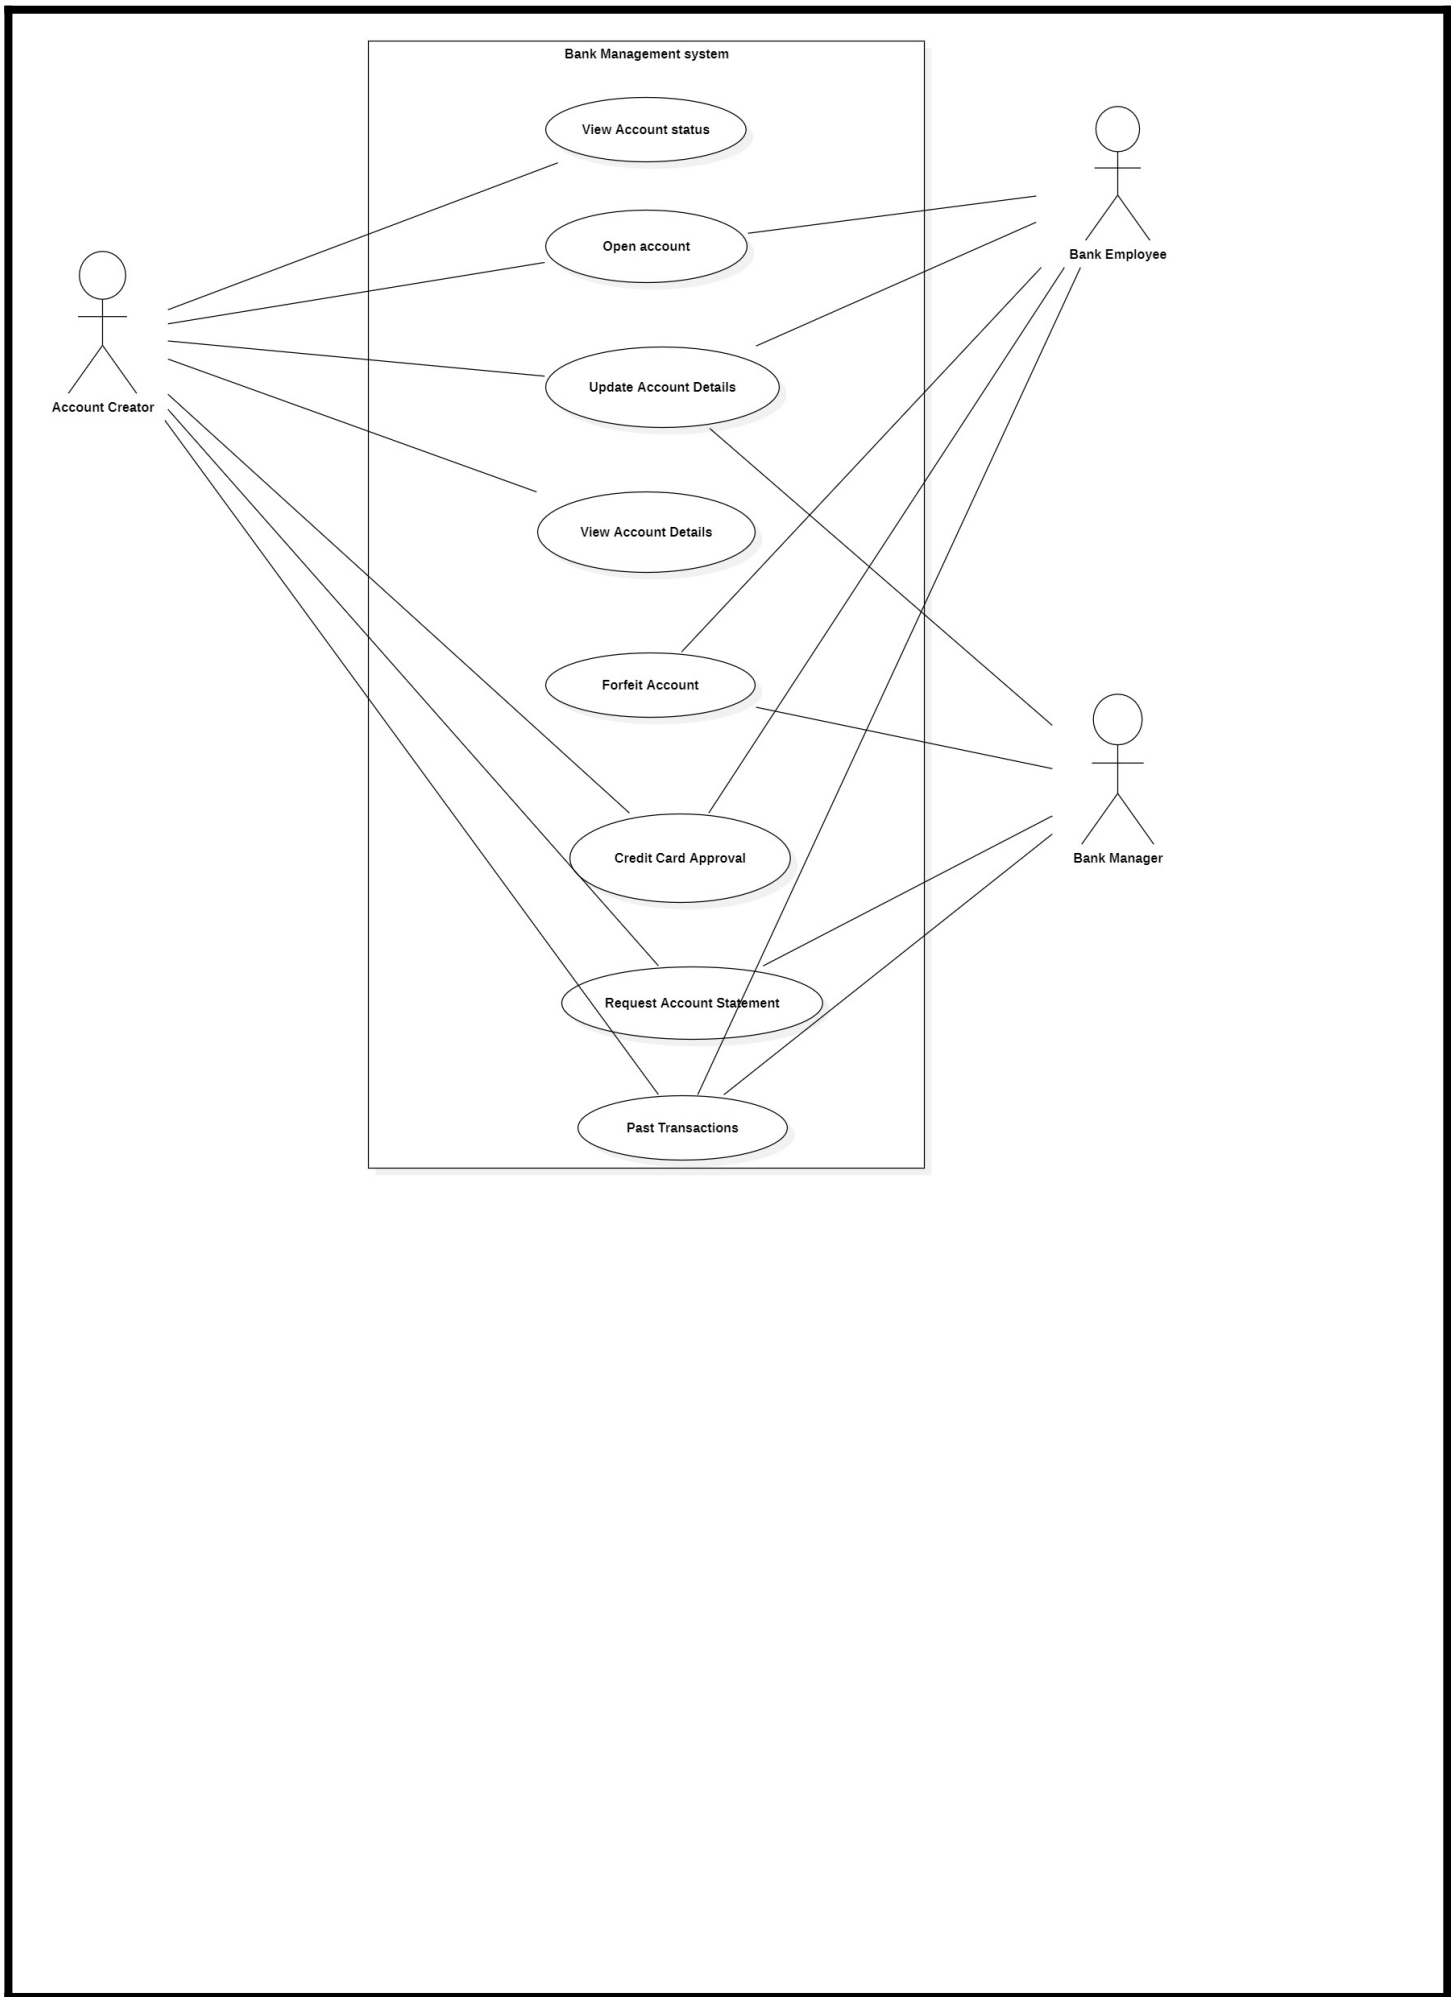 Bank Management system
View Account status
Open account
Bank Employee
Update Account Details
Account Creator
View Account Details
Forfeit Account
Credit Card Approval
Bank Manager
Request Account Statement
Past Transactions